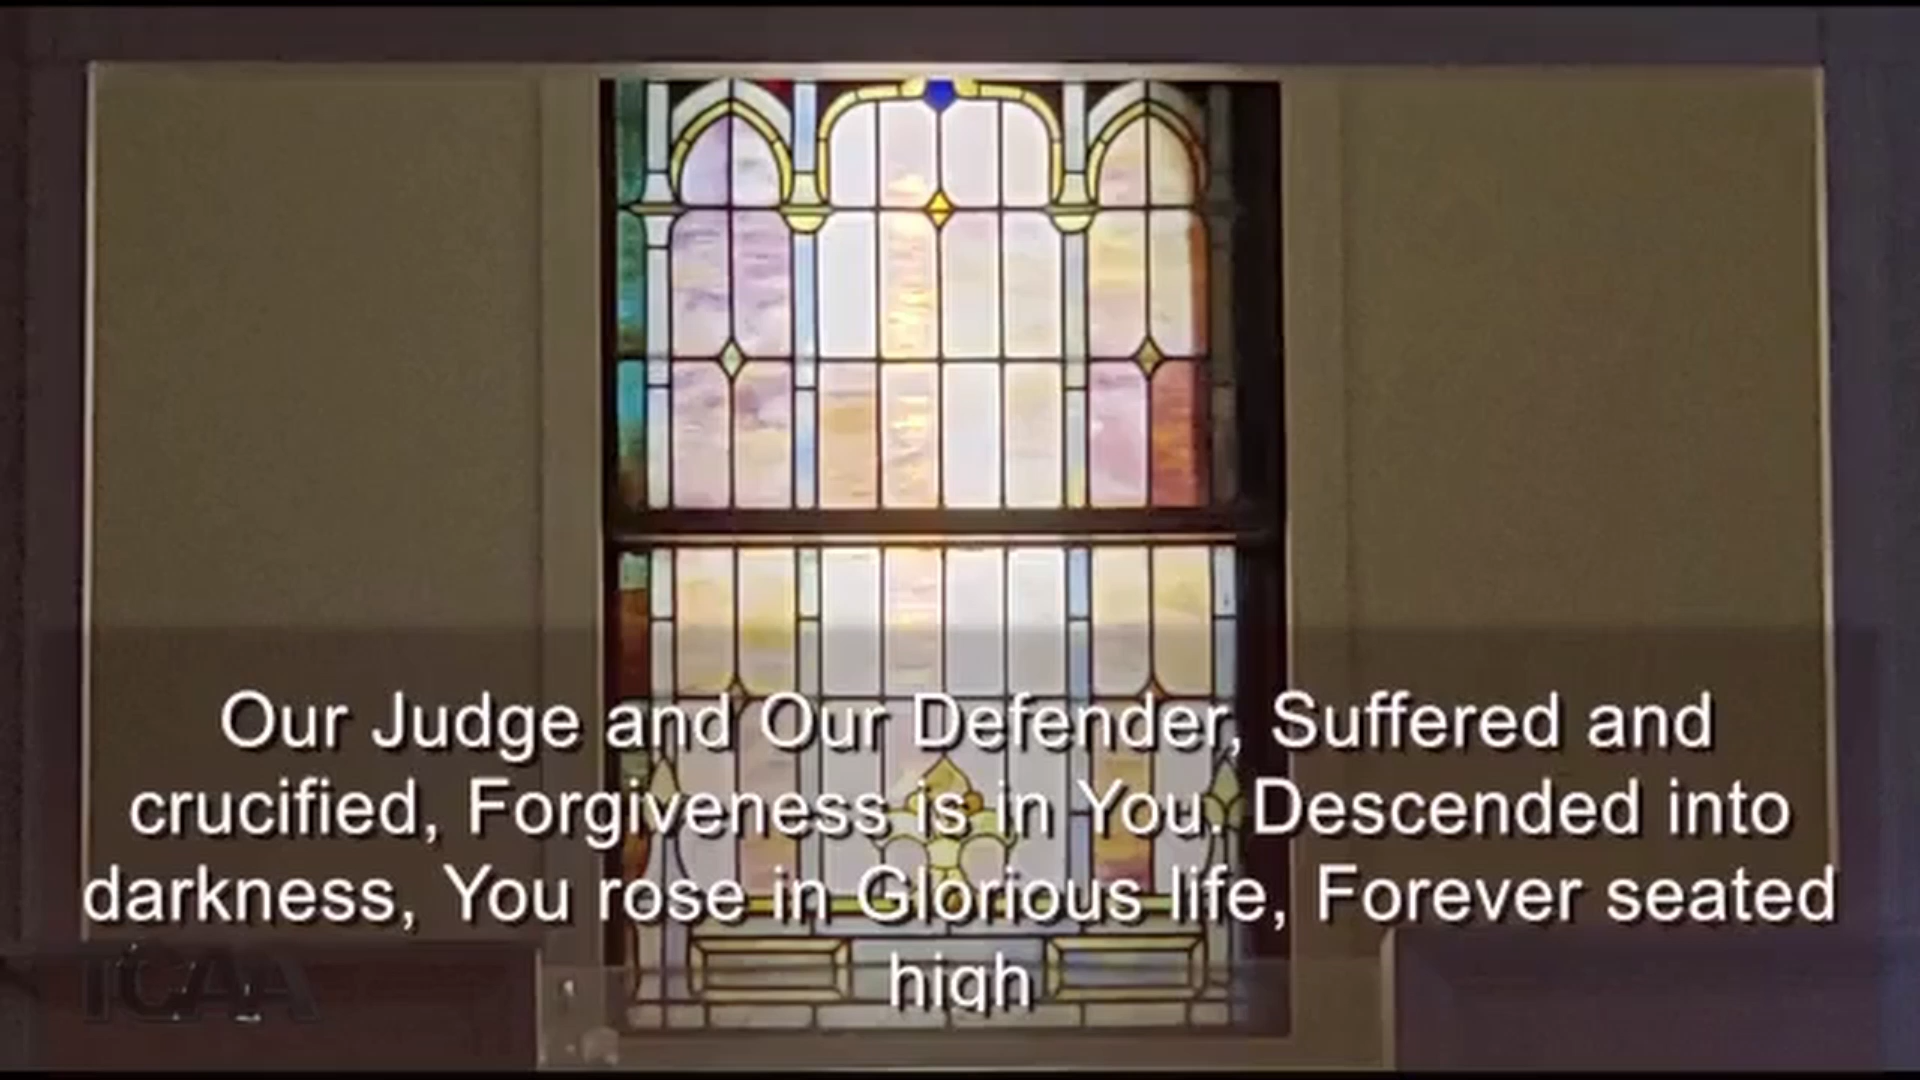 Our Judge and Our Defender, Suffered and
crucified, Forgiveness is in You. Descended into
darkness, You rose in Glorious life, Forever seated
high
TCAA